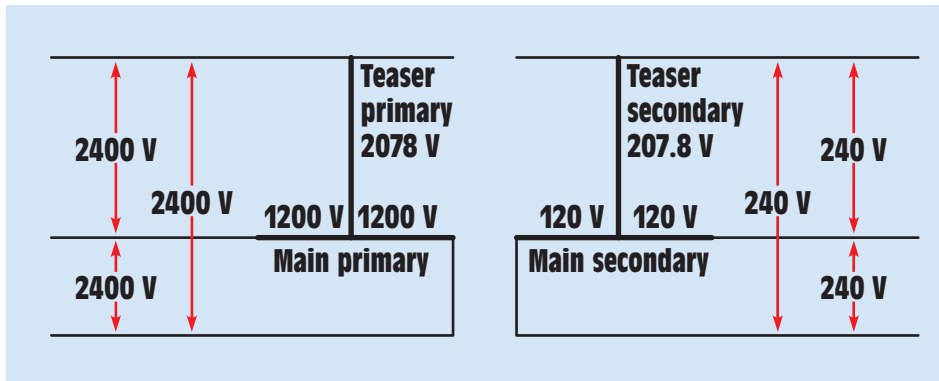 Teaser
primary
2078 V
2400 V
2400 V
1200 V 1200 V
Main primary
2400 V
Teaser
secondary
207.8 V
240 V
240 V
120 V 120 V
Main secondary
240 V